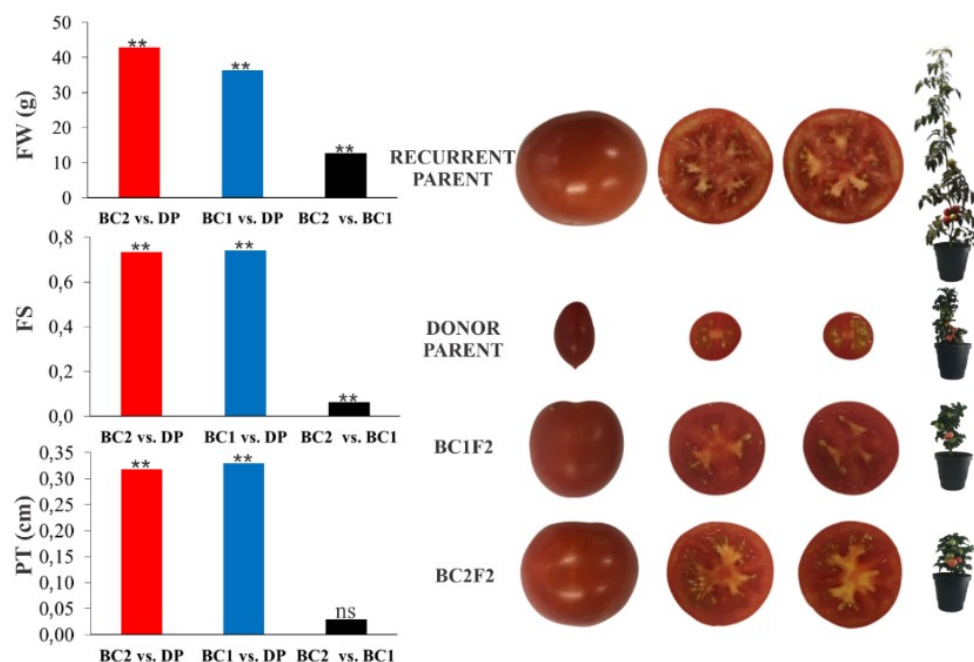 FW (g)
50
40
30
20
10
0
** ** **
BC2 vs. DP BC1 vs. DP BC2 vs. BC1
FS
0,8
0,6
0,4
0,2
0,0
** ** **
BC2 vs. DP BC1 vs. DP BC2 vs. BC1
PT (cm)
0,35
0,30
0,25
0,20
0,15
0,10
0,05
0,00
** ** ns
BC2 vs. DP BC1 vs. DP BC2 vs. BC1
RECURRENT
PARENT
DONOR
PARENT
BC1F2
BC2F2